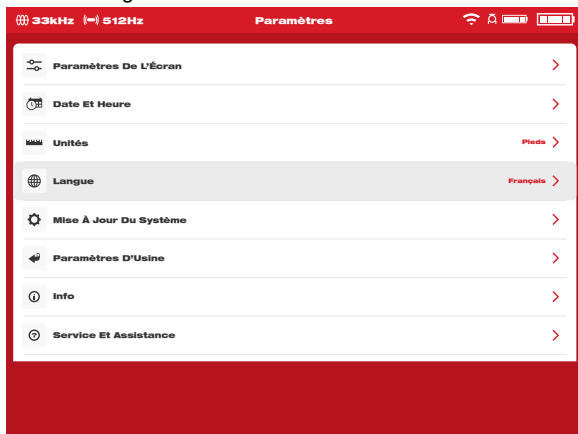 33kHz 512Hz Paramètres
Paramètres De L'Écran
Date Et Heure
Unités Pieds
Langue Français
Mise À Jour Du Système
Paramètres D'Usine
Info
Service Et Assistance